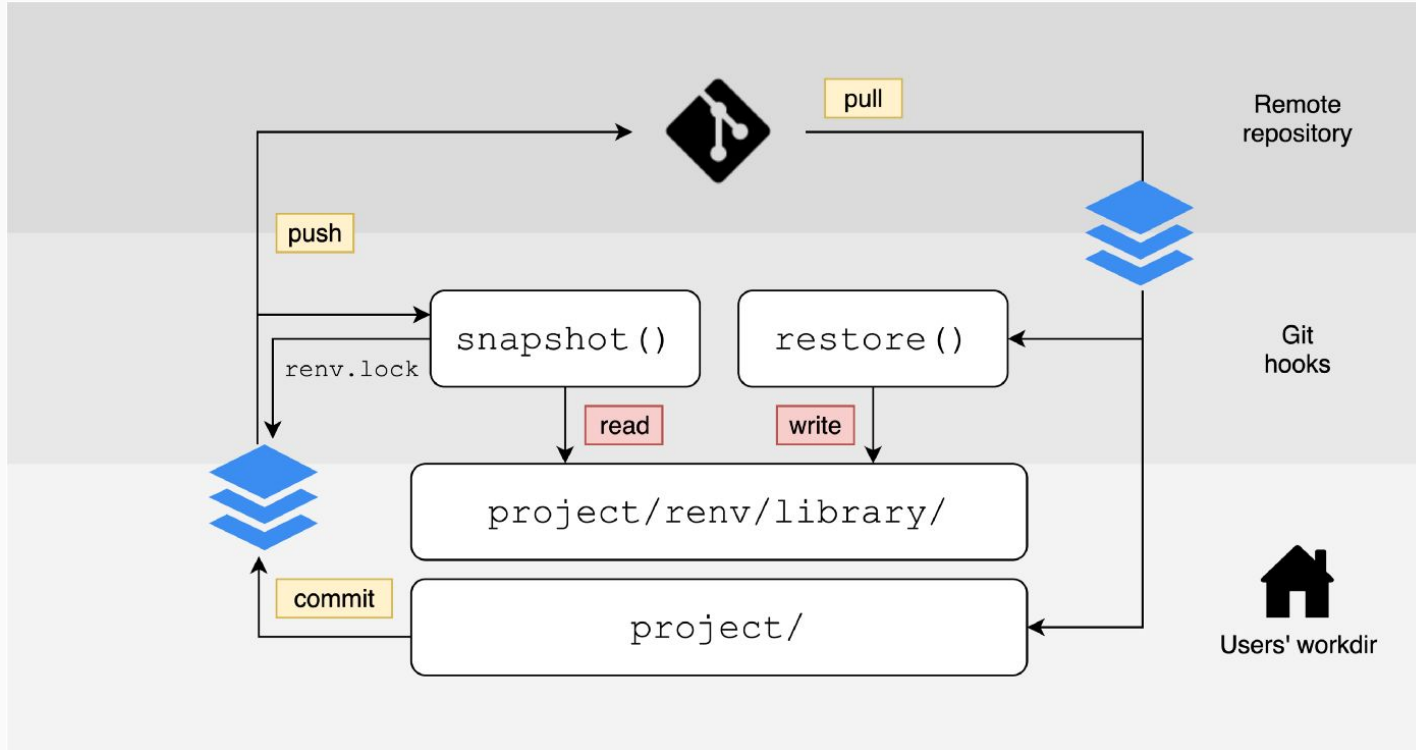 pull
Remote
repository
push
snapshot()
restore()
Git
hooks
renv.lock
read
write
project/renv/library/
commit
project/
Users' workdir